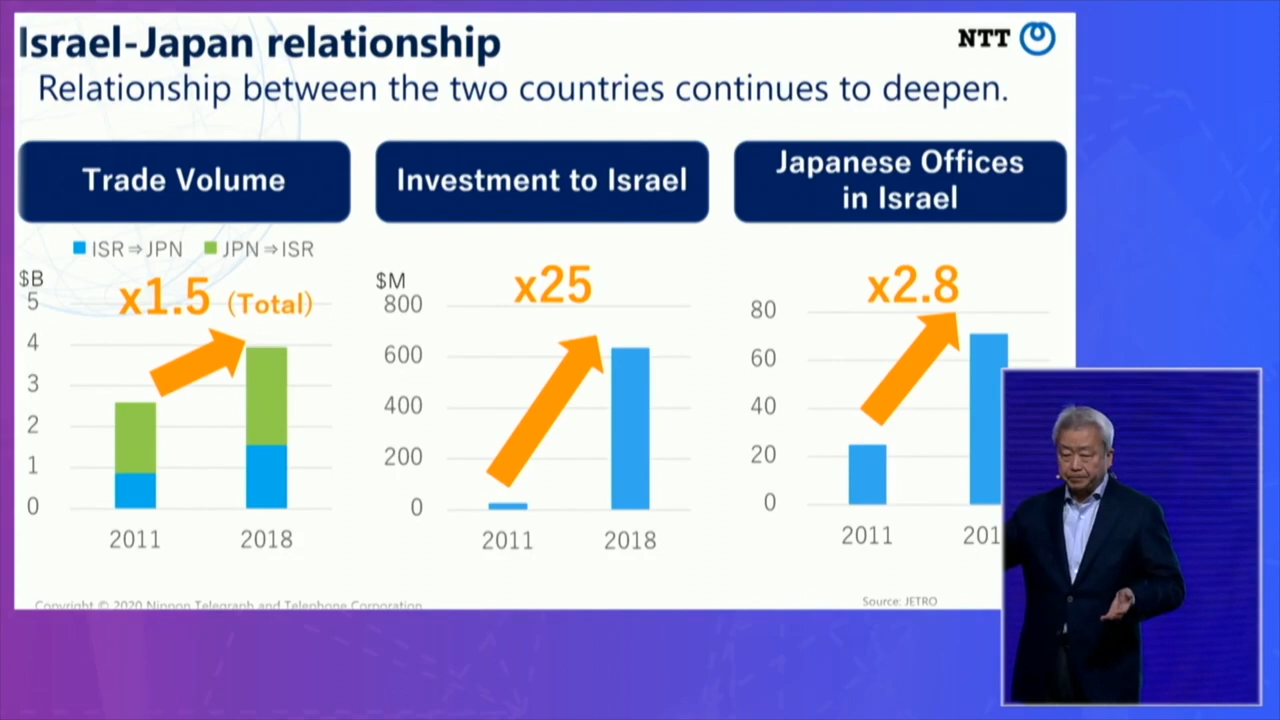 Israel-Japan relationship
NTT
Relationship between the two countries continues to deepen.
Trade Volume
ISR⇒JPN JPN⇒ISR
$B
x1.5 (Total)
5
4
3
2
1
0
2011 2018
Investment to Israel
$M
x25
800
600
400
200
0
2011 2018
Japanese Offices
in Israel
x2.8
80
60
40
20
0
2011 201
Copyright © 2020 Nippon Telegraph and Telephone Corporation
Source: JETRO